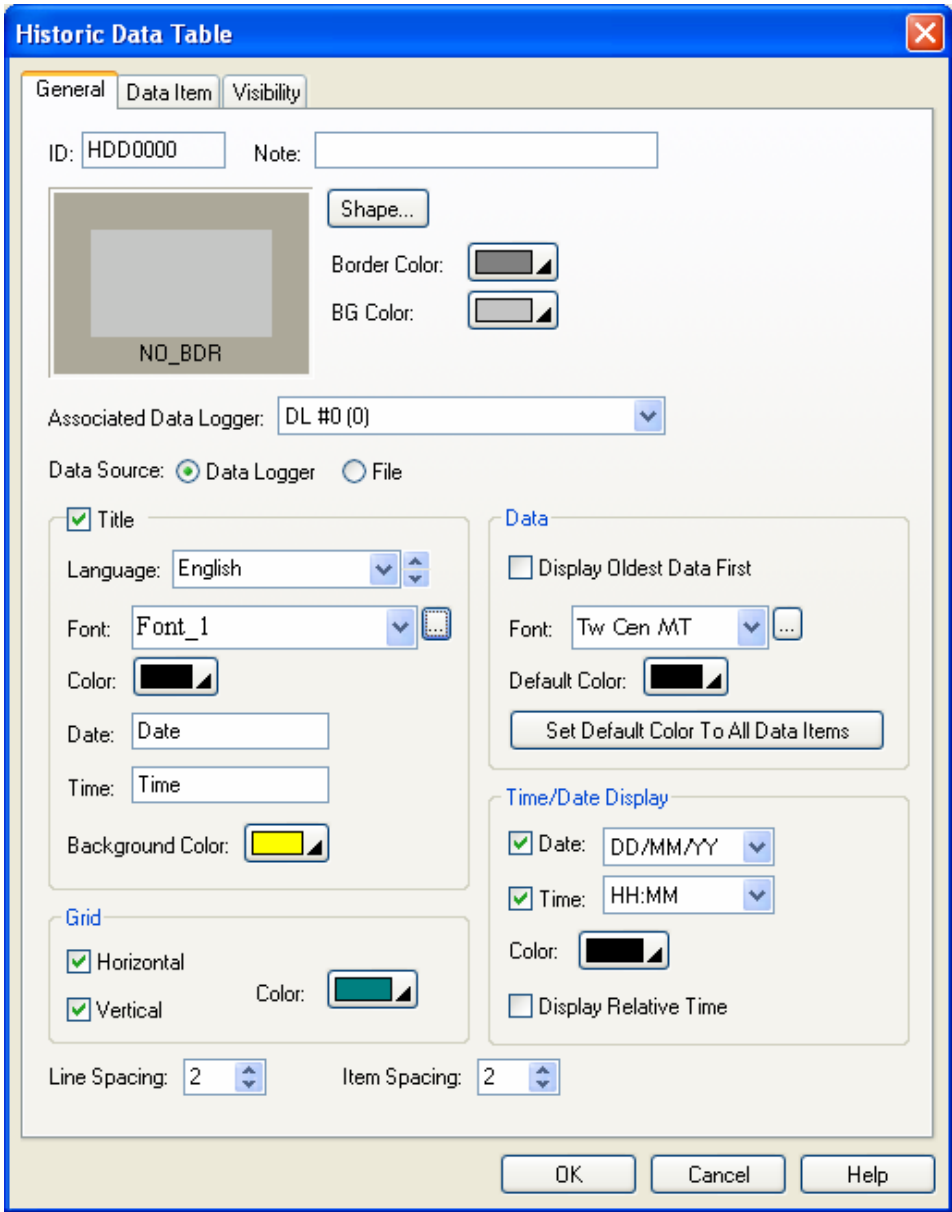 Historic Data Table
General Data Item Visibility
ID: HDD0000 Note:
Shape...
Border Color:
BG Color:
NO_BDR
Associated Data Logger: DL #0 (0)
Data Source: Data Logger File
Title
Language: English
Font: Font_1 ...
Color:
Date: Date
Time: Time
Background Color:
Data
Display Oldest Data First
Font: Tw Cen MT ...
Default Color:
Set Default Color To All Data Items
Time/Date Display
Date: DD/MM/YY
Time: HH:MM
Color:
Display Relative Time
Grid
Horizontal
Vertical
Color:
Line Spacing: 2 Item Spacing: 2
OK Cancel Help